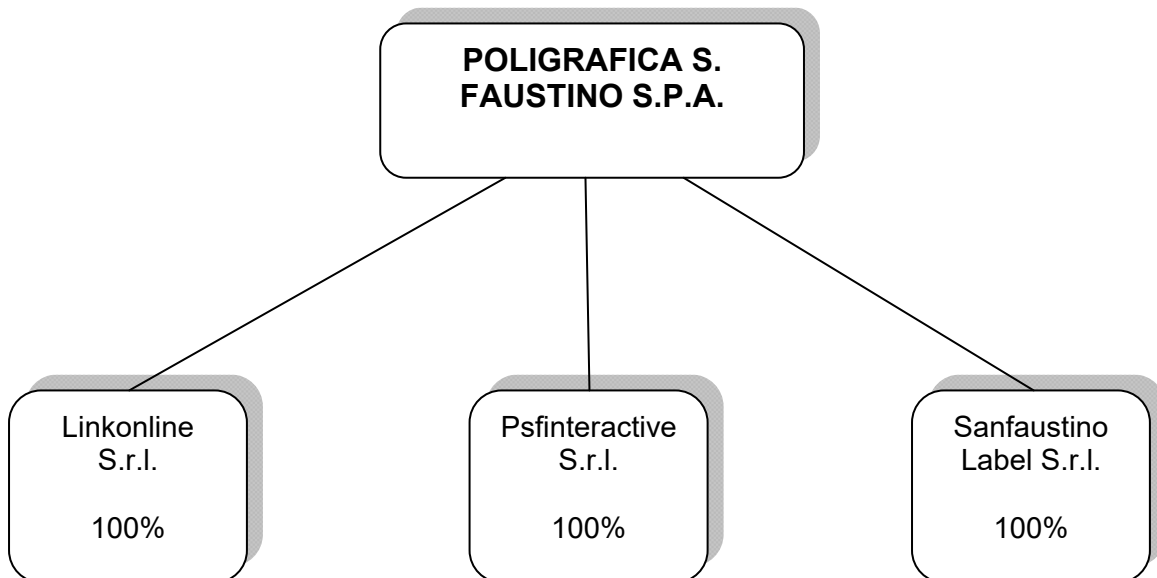 POLIGRAFICA S.
FAUSTINO S.P.A.
Linkonline
S.r.l.
100%
Psfinteractive
S.r.l.
100%
Sanfaustino
Label S.r.l.
100%